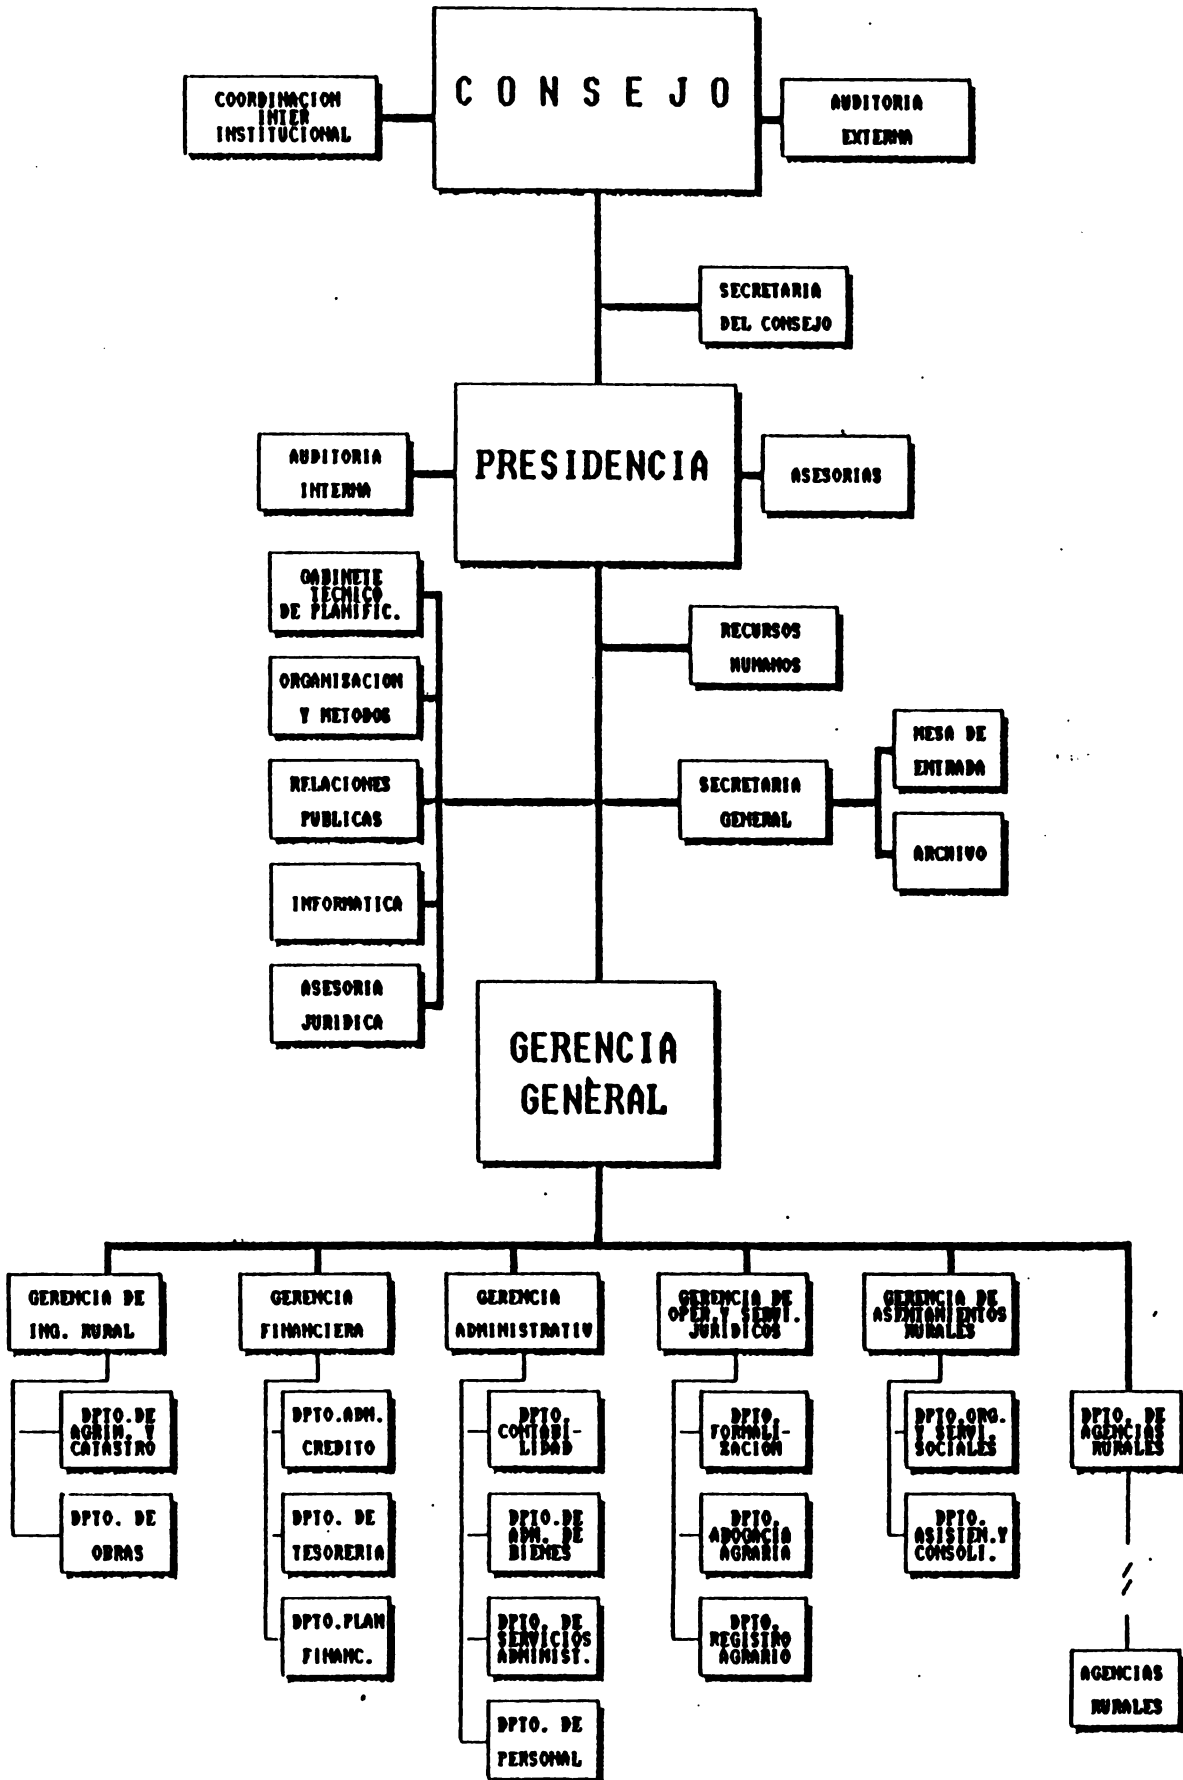 CONSEJO
COORDINACION
INTER
INSTITUCIONAL
AUDITORIA
EXTERNA
SECRETARIA
DEL CONSEJO
PRESIDENCIA
AUDITORIA
INTERNA
ASESORIAS
GABINETE
TECNICO
DE PLANIFIC.
RECURSOS
HUMANOS
ORGANIZACION
Y METODOS
MESA DE
ENTRADA
RELACIONES
PUBLICAS
SECRETARIA
GENERAL
ARCHIVO
INFORMATICA
ASESORIA
JURIDICA
GERENCIA
GENERAL
GERENCIA DE
ING. RURAL
GERENCIA
FINANCIERA
GERENCIA
ADMINISTRATIV
GERENCIA DE
OPER.Y SERVI.
JURIDICOS
GERENCIA DE
ASENTAMIENTOS
RURALES
DPTO.DE
AGRIM. Y
CATASTRO
DPTO.ADM.
CREDITO
DPTO.
CONTABI-
LIDAD
DPTO.
FORMALI-
ZACION
DPTO.ORG.
Y SERVI.
SOCIALES
DPTO. DE
AGENCIAS
RURALES
DPTO. DE
OBRAS
DPTO. DE
TESORERIA
DPTO.DE
ADM. DE
BIENES
DPTO.
ABOGACIA
AGRARIA
DPTO.
ASISTEN.Y
CONSOLI.
DPTO.PLAN
FINANC.
DPTO. DE
SERVICIOS
ADMINIST.
DPTO.
REGISTRO
AGRARIO
AGENCIAS
RURALES
DPTO. DE
PERSONAL